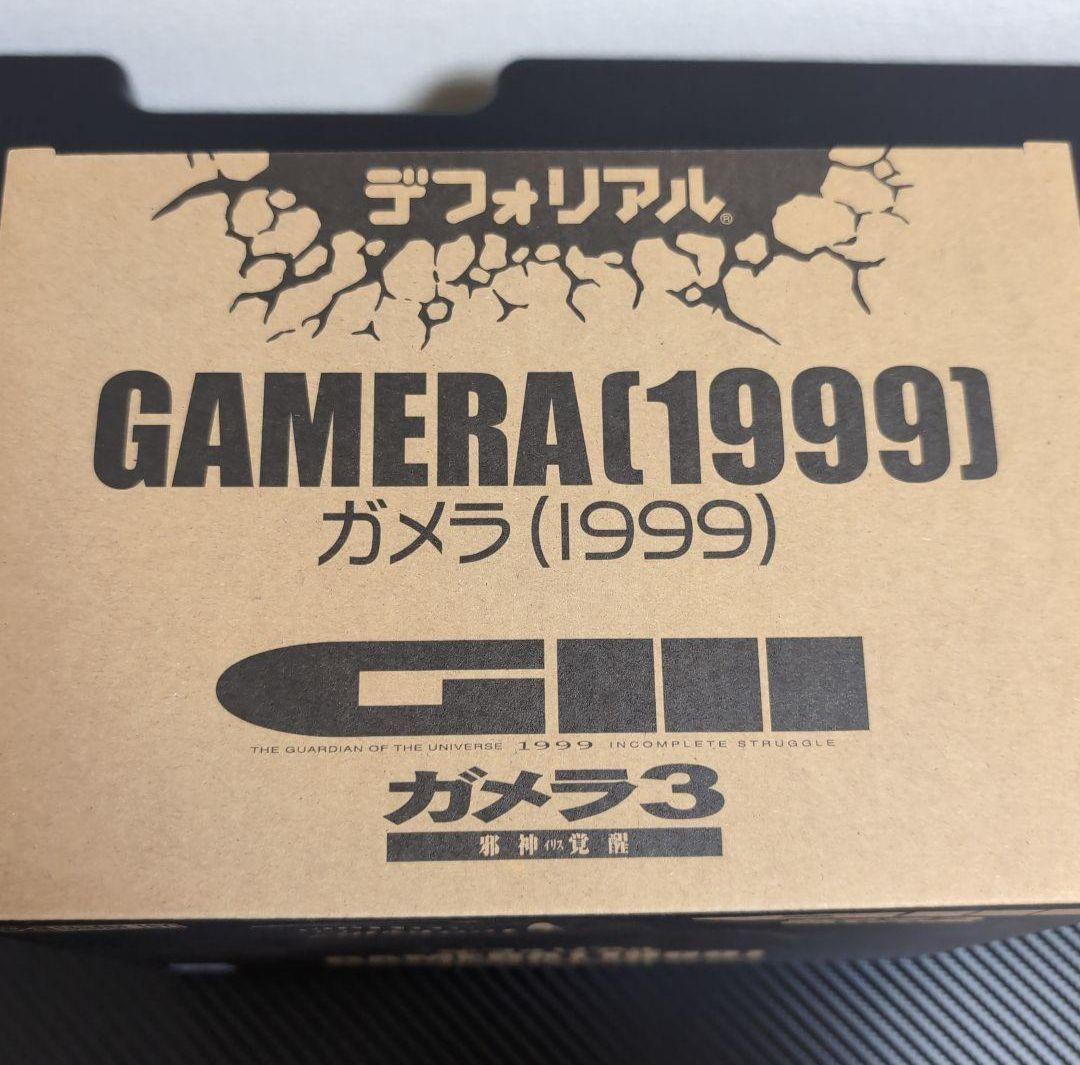 デフォリアル®
GAMERA(1999)
ガメラ(1999)
GIII
THE GUARDIAN OF THE UNIVERSE 1999 INCOMPLETE STRUGGLE
ガメラ3
邪神イリス覚醒